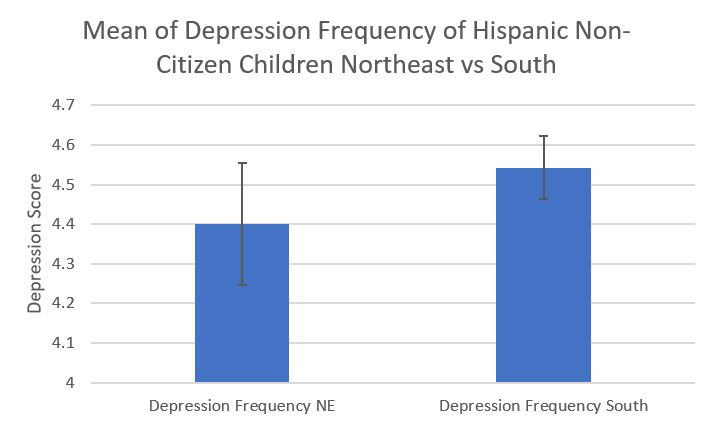 Mean of Depression Frequency of Hispanic Non-
Citizen Children Northeast vs South
Depression Score
4.7
4.6
4.5
4.4
4.3
4.2
4.1
4
Depression Frequency NE
Depression Frequency South